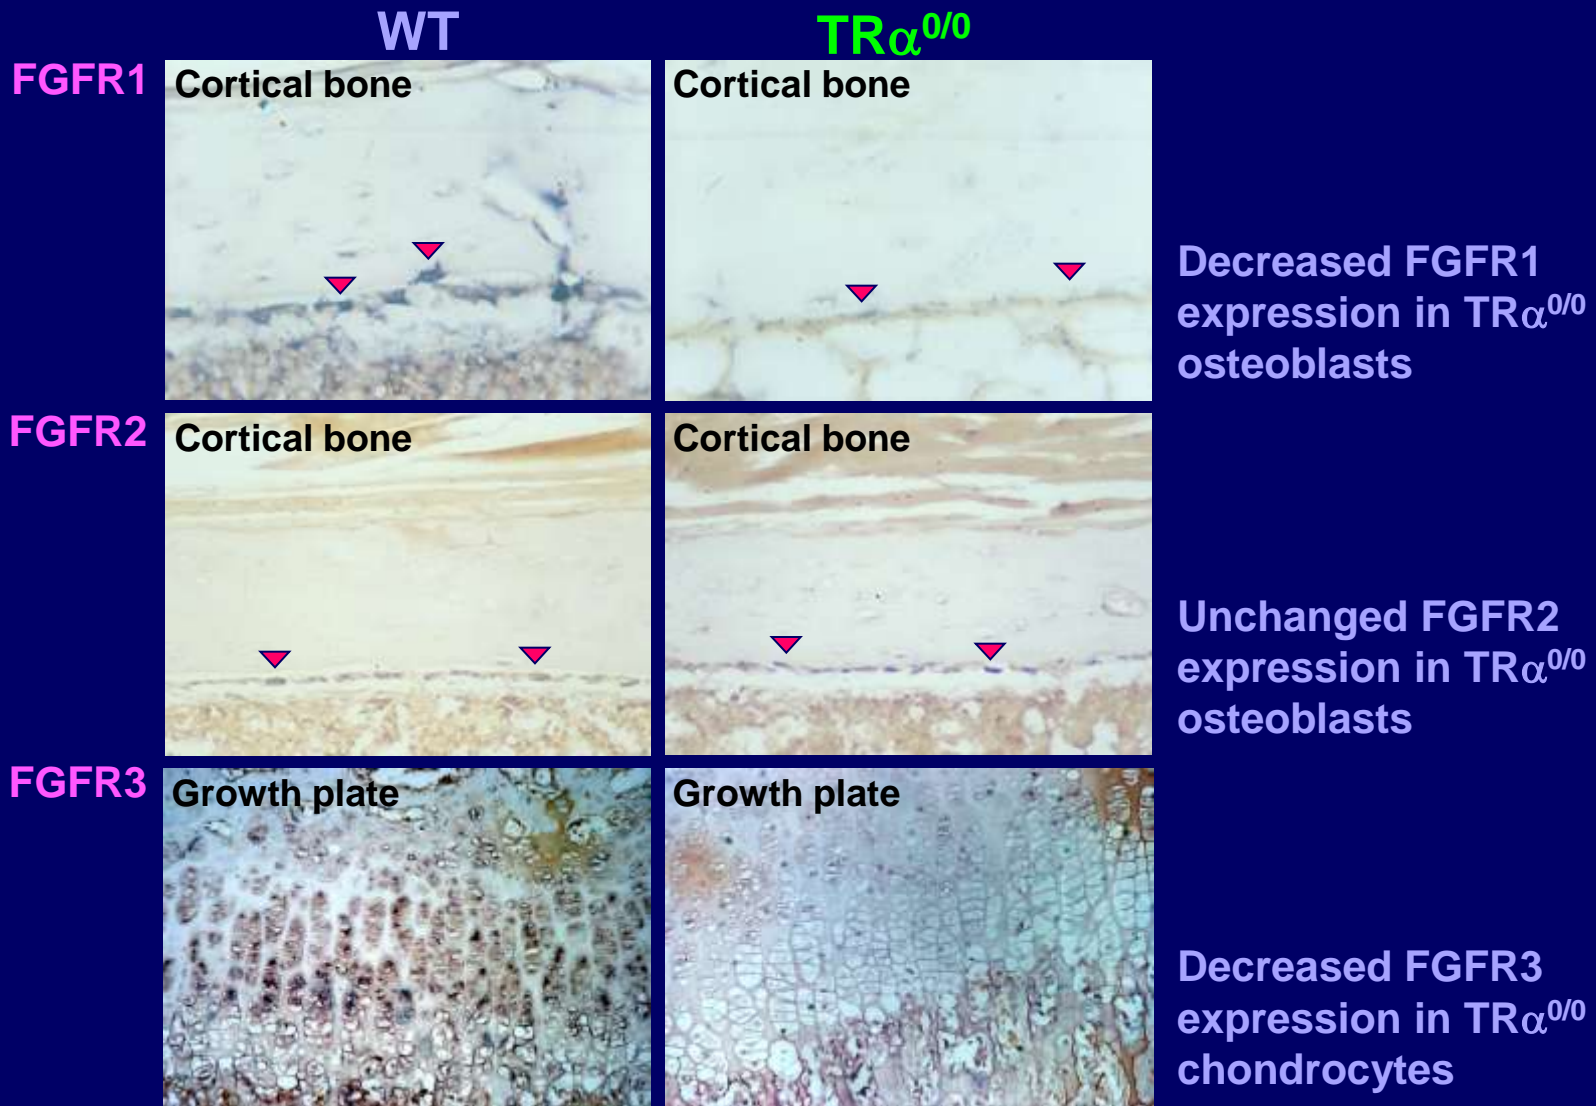 WT TRα0/0
FGFR1 Cortical bone Cortical bone
Decreased FGFR1
expression in TRα0/0
osteoblasts
FGFR2 Cortical bone Cortical bone
Unchanged FGFR2
expression in TRα0/0
osteoblasts
FGFR3 Growth plate Growth plate
Decreased FGFR3
expression in TRα0/0
chondrocytes